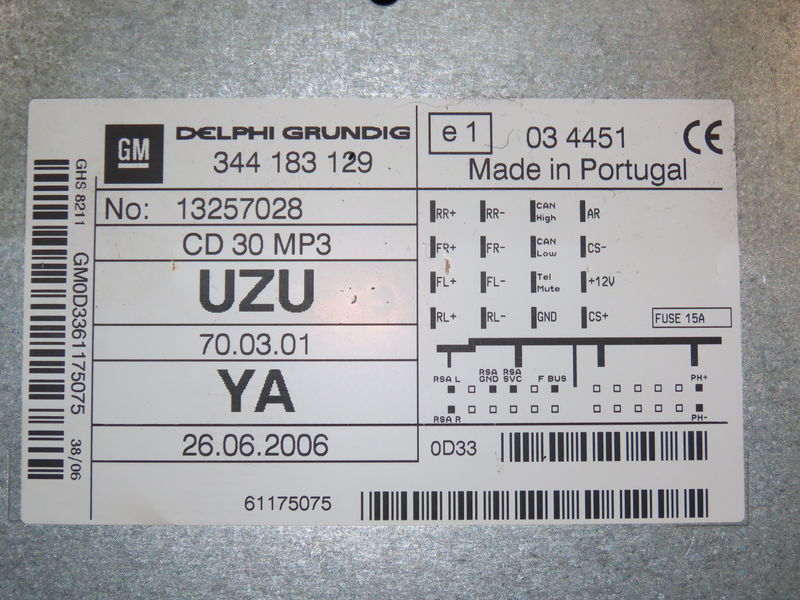 GM
DELPHI GRUNDIG
344 183 129
e1
03 4451
CE
Made in Portugal
GHS 8211
GM0D3361175075
38/06
No: 13257028
CD 30 MP3
UZU
70.03.01
YA
26.06.2006
RR+ RR- CAN High AR
FR+ FR- CAN Low CS-
FL+ FL- Tel Mute +12V
RL+ RL- GND CS+
FUSE 15A
RSA L RSA GND RSA SVC F BUS PH+
RSA R PH-
0D33
61175075